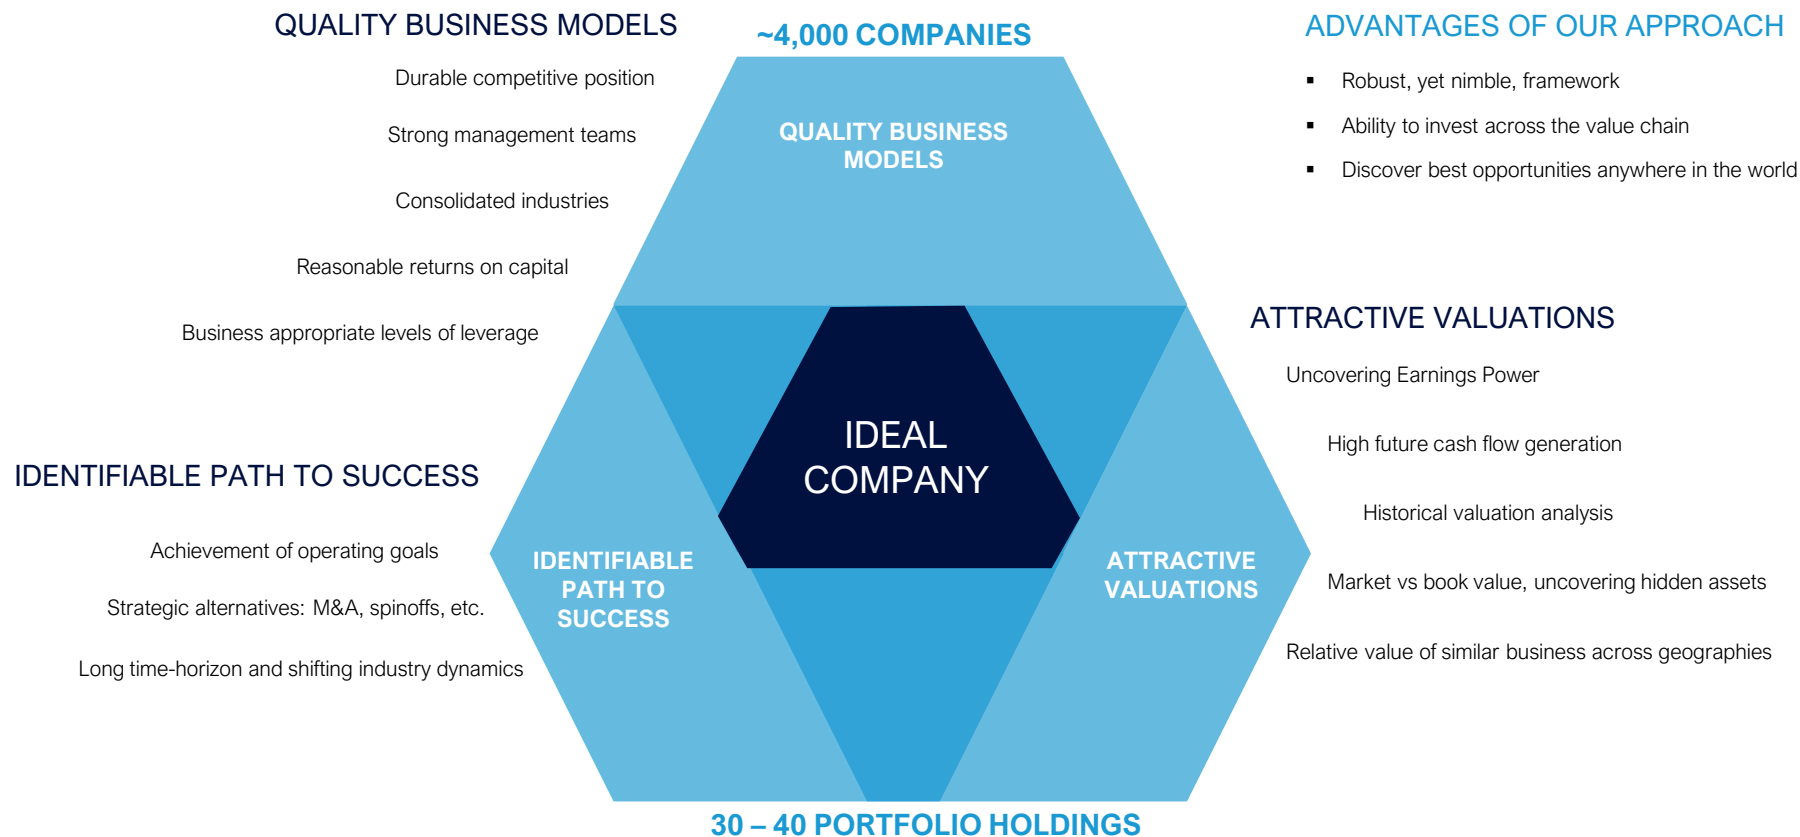 QUALITY BUSINESS MODELS
Durable competitive position
Strong management teams
Consolidated industries
Reasonable returns on capital
Business appropriate levels of leverage
IDENTIFIABLE PATH TO SUCCESS
Achievement of operating goals
Strategic alternatives: M&A, spinoffs, etc.
Long time-horizon and shifting industry dynamics
~4,000 COMPANIES
QUALITY BUSINESS
MODELS
IDEAL
COMPANY
IDENTIFIABLE
PATH TO
SUCCESS
ATTRACTIVE
VALUATIONS
30 – 40 PORTFOLIO HOLDINGS
ADVANTAGES OF OUR APPROACH
▪ Robust, yet nimble, framework
▪ Ability to invest across the value chain
▪ Discover best opportunities anywhere in the world
ATTRACTIVE VALUATIONS
Uncovering Earnings Power
High future cash flow generation
Historical valuation analysis
Market vs book value, uncovering hidden assets
Relative value of similar business across geographies